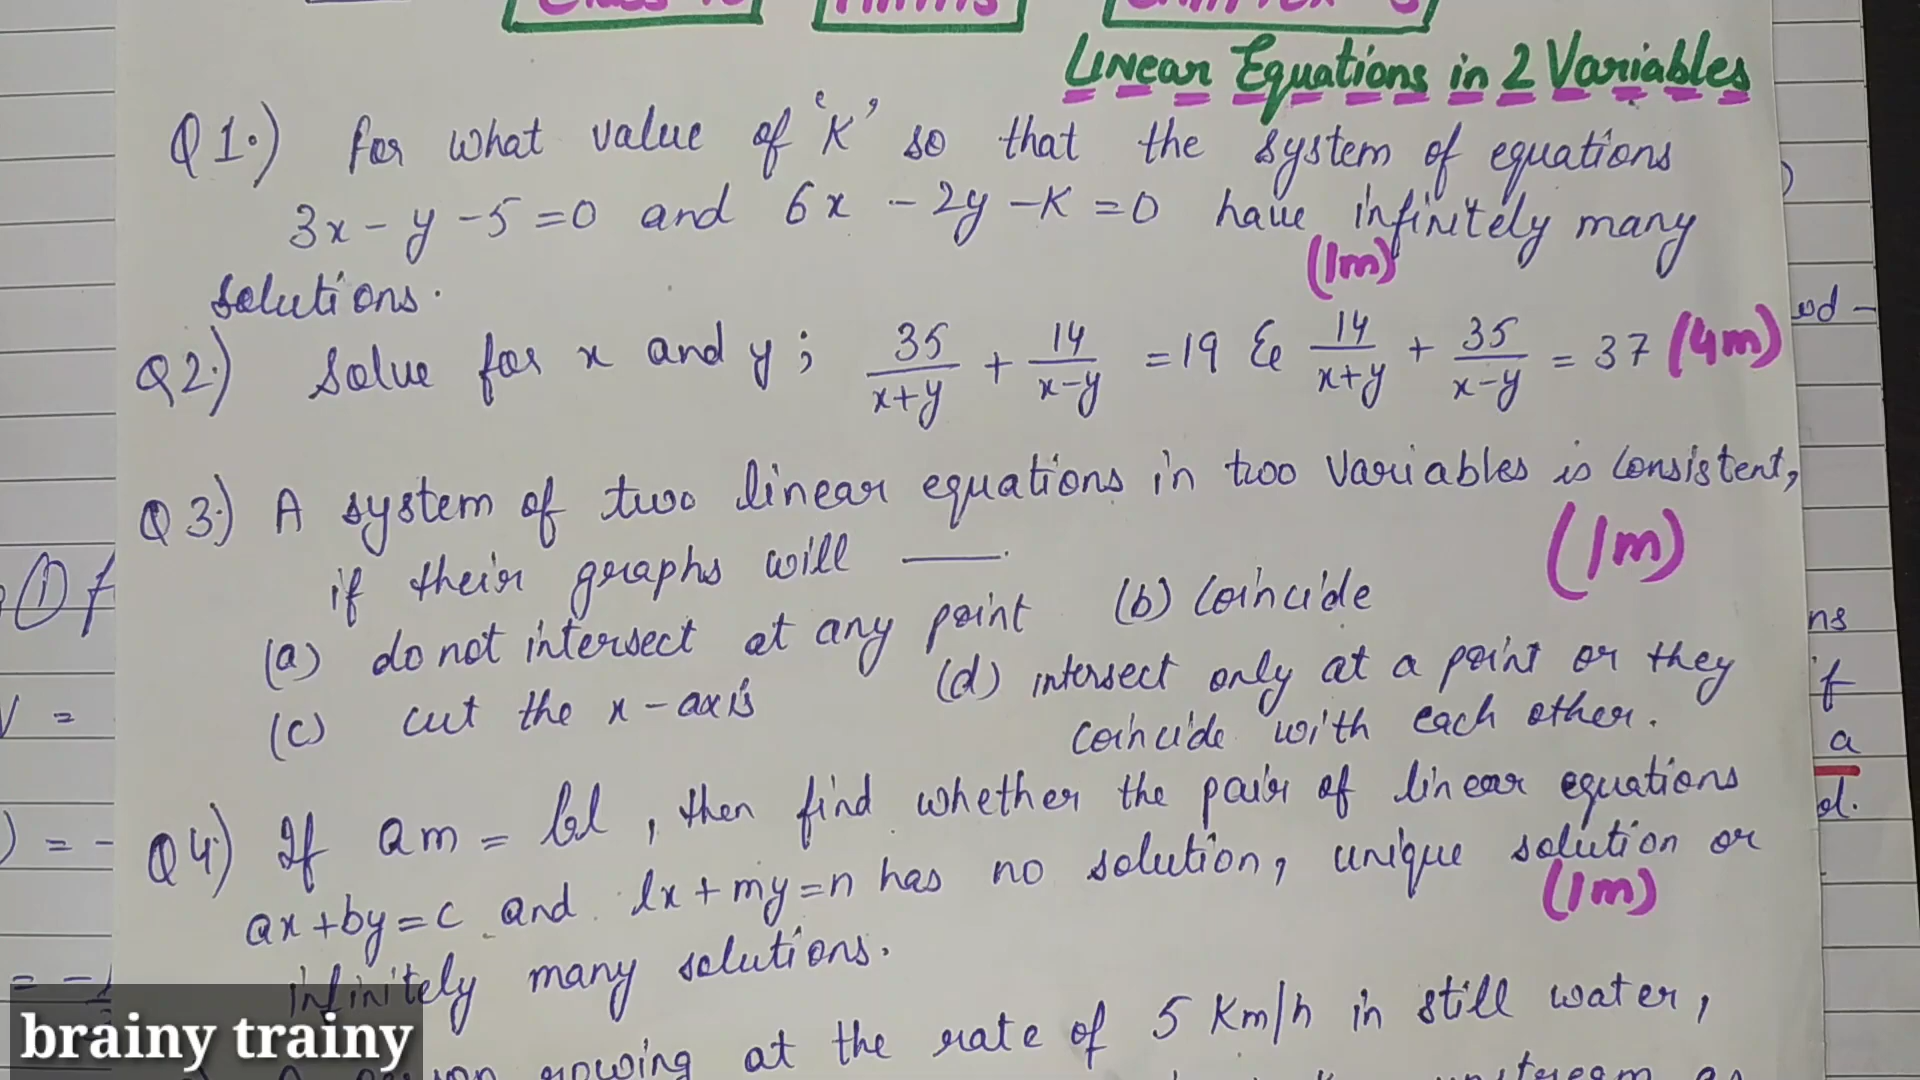 Linear Equations in 2 Variables
Q1.) For what value of 'K' so that the system of equations
3x - y - 5 = 0 and 6x - 2y - K = 0 have infinitely many
solutions. (1m)
Q2.) Solve for x and y; 35/(x+y) + 14/(x-y) = 19 & 14/(x+y) + 35/(x-y) = 37 (4m)
Q3.) A system of two linear equations in two variables is consistent,
if their graphs will ____. (1m)
(a) do not intersect at any point (b) coincide
(c) cut the x-axis (d) intersect only at a point or they
coincide with each other.
Q4.) If am = bl, then find whether the pair of linear equations
ax + by = c and lx + my = n has no solution, unique solution or
infinitely many solutions. (1m)
rowing at the rate of 5 Km/h in still water,
brainy trainy